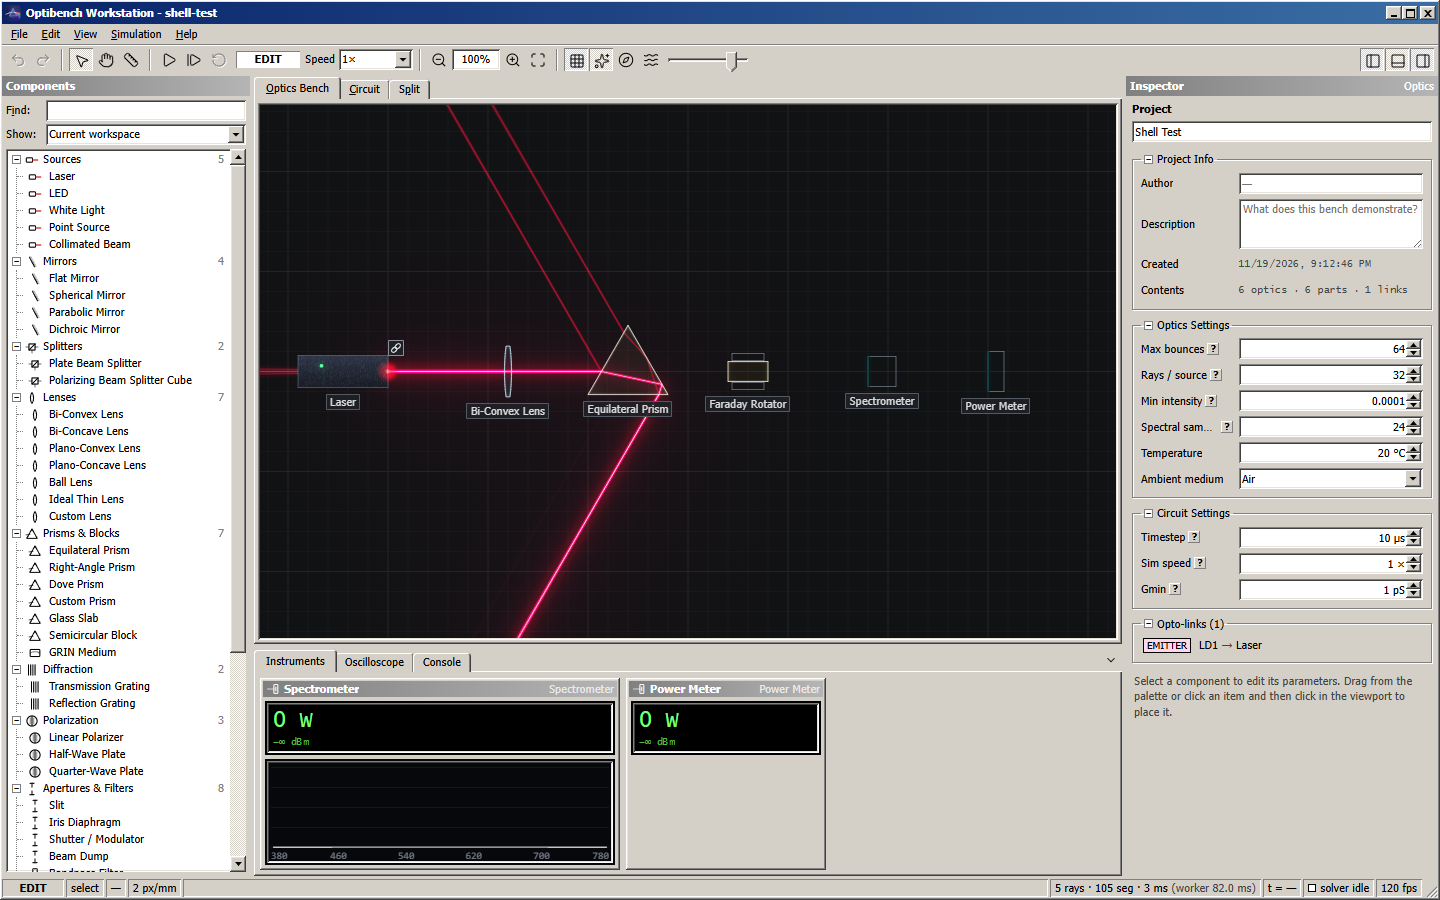 Optibench Workstation - shell-test
File Edit View Simulation Help
EDIT Speed 1× 100%
Components
Find:
Show: Current workspace
Sources 5
Laser
LED
White Light
Point Source
Collimated Beam
Mirrors 4
Flat Mirror
Spherical Mirror
Parabolic Mirror
Dichroic Mirror
Splitters 2
Plate Beam Splitter
Polarizing Beam Splitter Cube
Lenses 7
Bi-Convex Lens
Bi-Concave Lens
Plano-Convex Lens
Plano-Concave Lens
Ball Lens
Ideal Thin Lens
Custom Lens
Prisms & Blocks 7
Equilateral Prism
Right-Angle Prism
Dove Prism
Custom Prism
Glass Slab
Semicircular Block
GRIN Medium
Diffraction 2
Transmission Grating
Reflection Grating
Polarization 3
Linear Polarizer
Half-Wave Plate
Quarter-Wave Plate
Apertures & Filters 8
Slit
Iris Diaphragm
Shutter / Modulator
Beam Dump
Optics Bench Circuit Split
Laser
Bi-Convex Lens
Equilateral Prism
Faraday Rotator
Spectrometer
Power Meter
Instruments Oscilloscope Console
Spectrometer Spectrometer
0 W
-∞ dBm
380 460 540 620 700 780
Power Meter Power Meter
0 W
-∞ dBm
Inspector Optics
Project
Shell Test
Project Info
Author —
Description What does this bench demonstrate?
Created 11/19/2026, 9:12:46 PM
Contents 6 optics · 6 parts · 1 links
Optics Settings
Max bounces ? 64
Rays / source ? 32
Min intensity ? 0.0001
Spectral sam... ? 24
Temperature 20 °C
Ambient medium Air
Circuit Settings
Timestep ? 10 µs
Sim speed ? 1 ×
Gmin ? 1 pS
Opto-links (1)
EMITTER LD1 → Laser
Select a component to edit its parameters. Drag from the
palette or click an item and then click in the viewport to
place it.
EDIT select — 2 px/mm
5 rays · 105 seg · 3 ms (worker 82.0 ms) t = — solver idle 120 fps